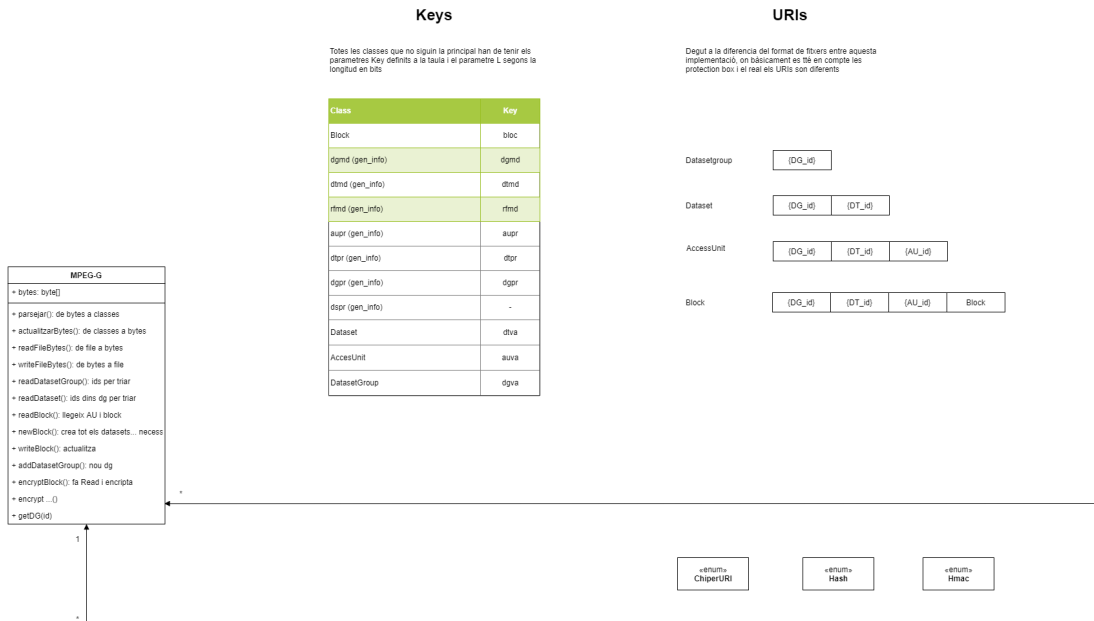 Keys
URIs
Totes les classes que no siguin la principal han de tenir els
parametres Key definits a la taula i el parametre L segons la
longitud en bits
Degut a la diferencia del format de fitxers entre aquesta
implementació, on bàsicament es tté en compte les
protection box i el real els URIs son diferents
Class Key
Block bloc
dgmd (gen_info) dgmd
dtmd (gen_info) dtmd
rfmd (gen_info) rfmd
aupr (gen_info) aupr
dtpr (gen_info) dtpr
dgpr (gen_info) dgpr
dspr (gen_info) -
Dataset dtva
AccesUnit auva
DatasetGroup dgva
Datasetgroup {DG_id}
Dataset {DG_id} {DT_id}
AccessUnit {DG_id} {DT_id} {AU_id}
Block {DG_id} {DT_id} {AU_id} Block
MPEG-G
+ bytes: byte[]
+ parsejar(): de bytes a classes
+ actualitzarBytes(): de classes a bytes
+ readFileBytes(): de file a bytes
+ writeFileBytes(): de bytes a file
+ readDatasetGroup(): ids per triar
+ readDataset(): ids dins dg per triar
+ readBlock(): llegeix AU i block
+ newBlock(): crea tot els datasets... necess
+ writeBlock(): actualitza
+ addDatasetGroup(): nou dg
+ encryptBlock(): fa Read i encripta
+ encrypt ...()
+ getDG(id)
*
1
*
«enum»
ChiperURI
«enum»
Hash
«enum»
Hmac